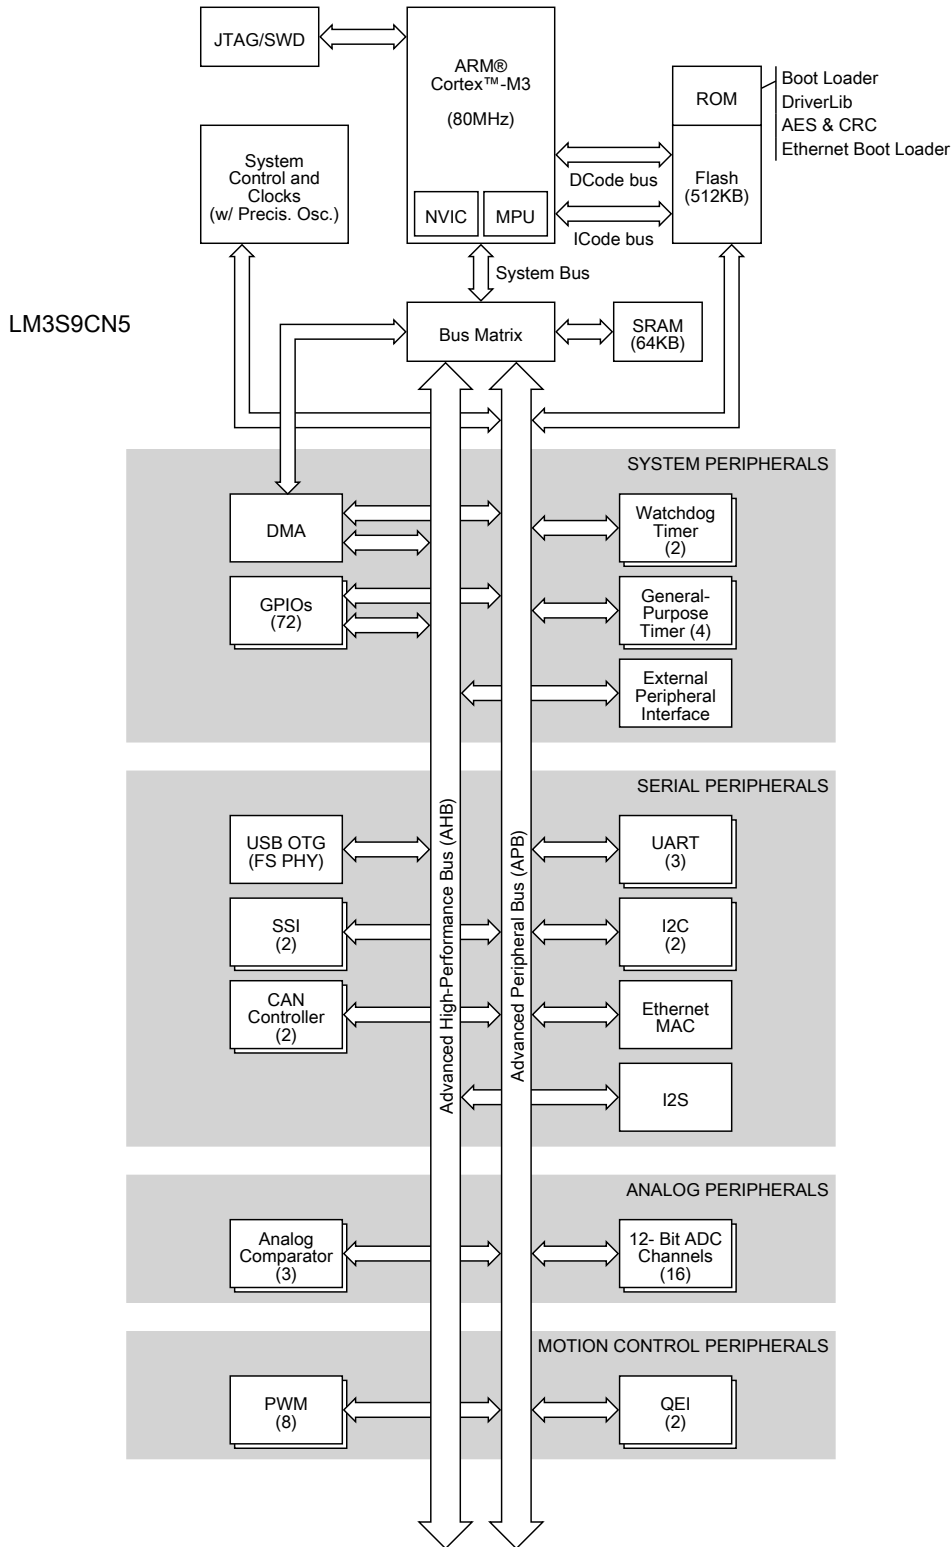 JTAG/SWD
ARM®
Cortex™-M3
(80MHz)
NVIC
MPU
ROM
Flash
(512KB)
Boot Loader
DriverLib
AES & CRC
Ethernet Boot Loader
System
Control and
Clocks
(w/ Precis. Osc.)
DCode bus
ICode bus
System Bus
LM3S9CN5
Bus Matrix
SRAM
(64KB)
SYSTEM PERIPHERALS
DMA
Watchdog
Timer
(2)
GPIOs
(72)
General-
Purpose
Timer (4)
External
Peripheral
Interface
SERIAL PERIPHERALS
Advanced High-Performance Bus (AHB)
Advanced Peripheral Bus (APB)
USB OTG
(FS PHY)
UART
(3)
SSI
(2)
I2C
(2)
CAN
Controller
(2)
Ethernet
MAC
I2S
ANALOG PERIPHERALS
Analog
Comparator
(3)
12- Bit ADC
Channels
(16)
MOTION CONTROL PERIPHERALS
PWM
(8)
QEI
(2)